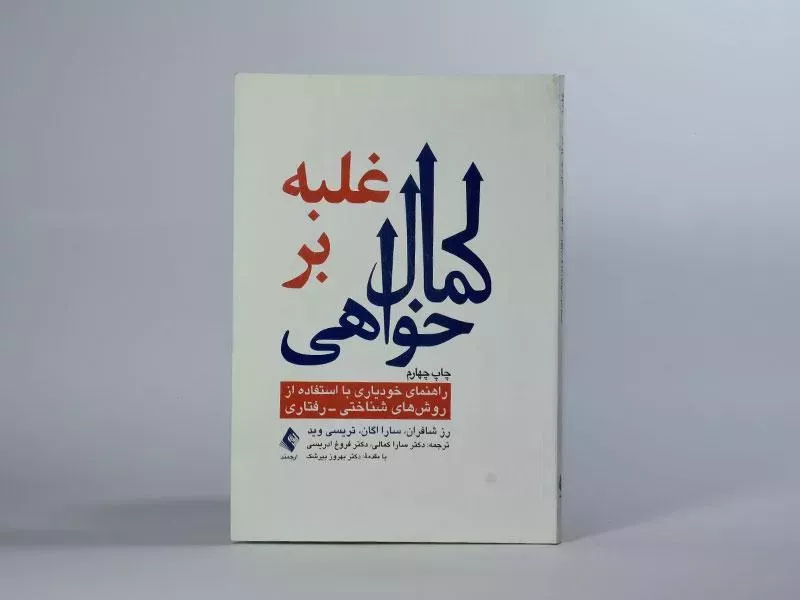 غلبه
بر
کمال
خواهی
چاپ چهارم
راهنمای خودیاری با استفاده از
روش‌های شناختی - رفتاری
رز شافران، سارا اگان، تریسی وید
ترجمه: دکتر سارا کمالی، دکتر فروغ ادریسی
با مقدمهٔ: دکتر بهروز بیرشک
ارجمند